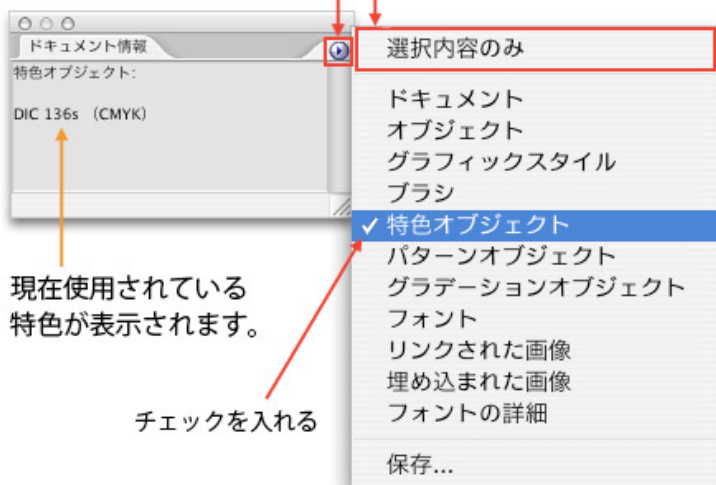 ドキュメント情報
特色オブジェクト:
DIC 136s （CMYK）
現在使用されている
特色が表示されます。
チェックを入れる
選択内容のみ
ドキュメント
オブジェクト
グラフィックスタイル
ブラシ
特色オブジェクト
パターンオブジェクト
グラデーションオブジェクト
フォント
リンクされた画像
埋め込まれた画像
フォントの詳細
保存...